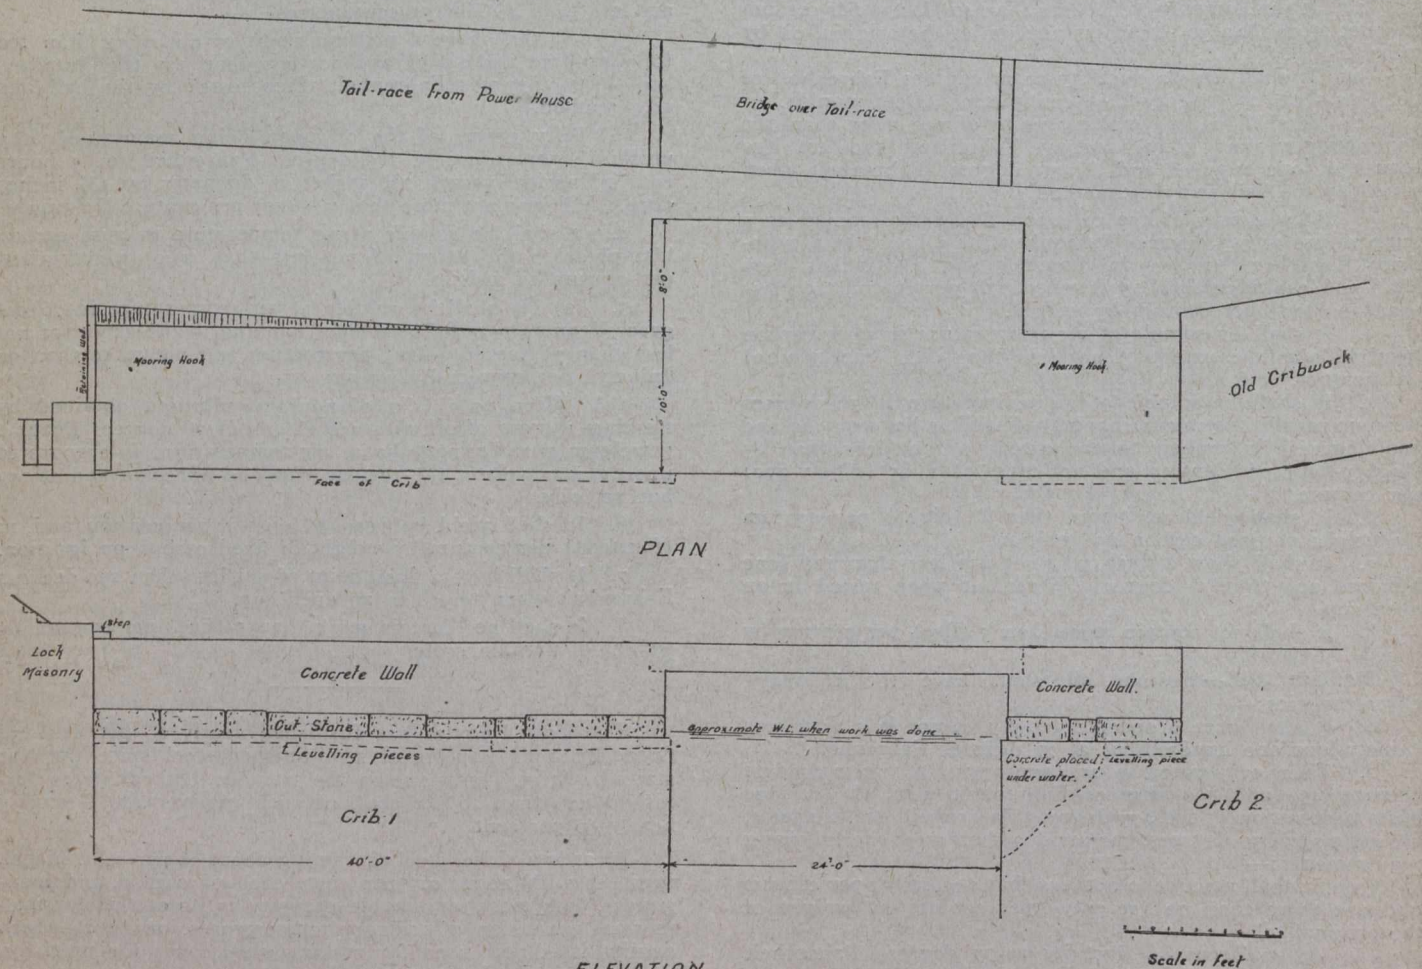 Tail-race from Power House
Bridge over Tail-race
8'-0"
Retaining Wall
Mooring Hook
10'-0"
Mooring Hook
Old Cribwork
Face of Crib
PLAN
Step
Lock
Masonry
Concrete Wall
Concrete Wall.
Cut Stone
approximate W.L. when work was done
Levelling pieces
Concrete placed
under water.
Levelling piece
Crib 1
Crib 2
40'-0"
24'-0"
Scale in Feet
ELEVATION